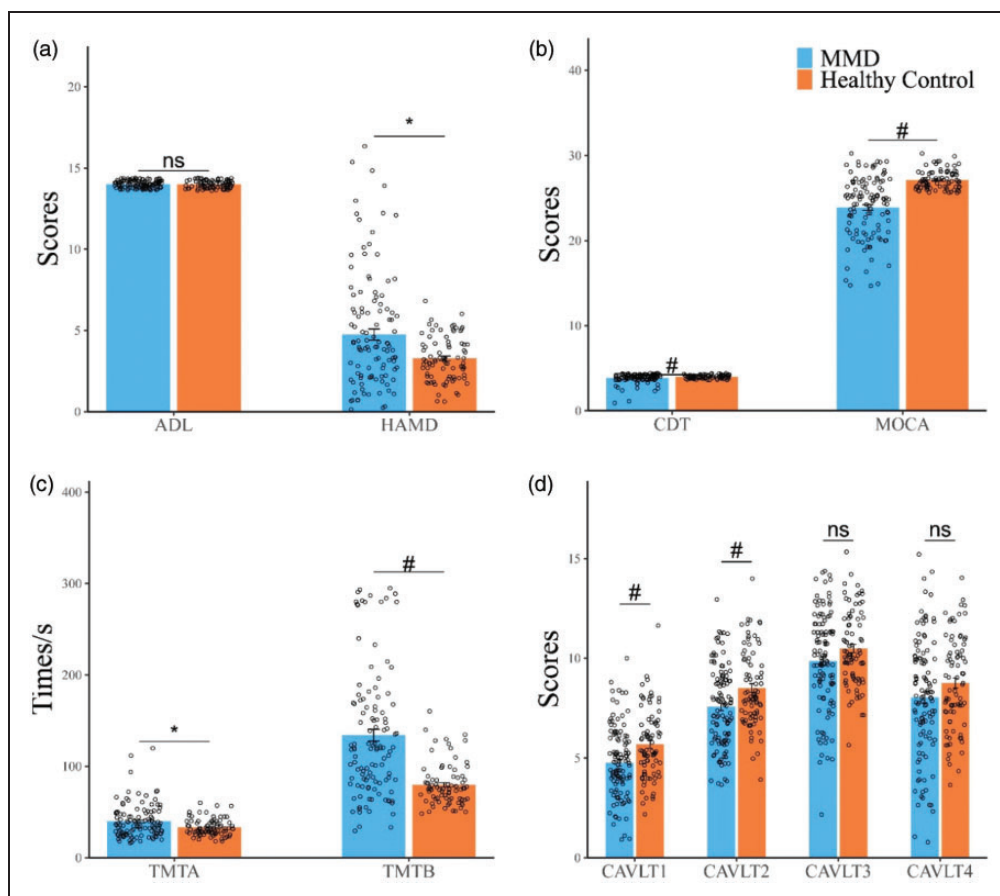 (a)
Scores
20
15
10
5
0
ns
*
ADL
HAMD
(b)
MMD
Healthy Control
Scores
40
30
20
10
0
#
#
CDT
MOCA
(c)
Times/s
400
300
200
100
0
*
#
TMTA
TMTB
(d)
Scores
15
10
5
0
#
#
ns
ns
CAVLT1
CAVLT2
CAVLT3
CAVLT4